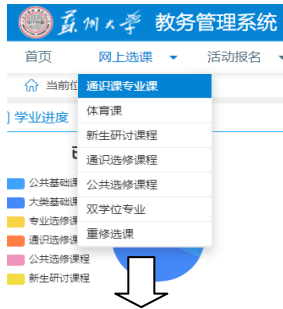 苏州大学 教务管理系统
首页 网上选课 活动报名
当前位
通识课专业课
学业进度
体育课
新生研讨课程
通识选修课程
公共选修课程
双学位专业
重修选课
公共基础课
大类基础课
专业选修课
通识选修课
公共选修课程
新生研讨课程